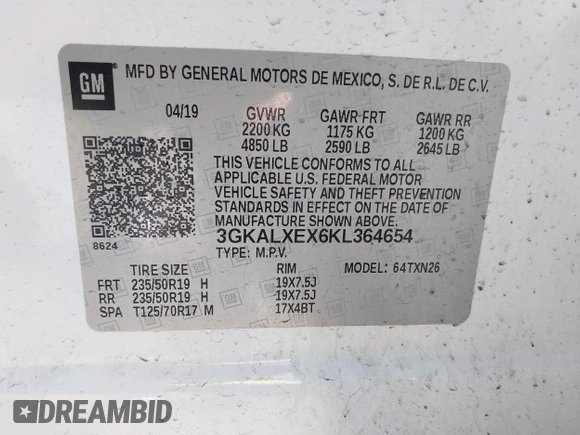 GM
MFD BY GENERAL MOTORS DE MEXICO, S. DE R.L. DE C.V.
04/19 GVWR GAWR FRT GAWR RR
2200 KG 1175 KG 1200 KG
4850 LB 2590 LB 2645 LB
THIS VEHICLE CONFORMS TO ALL
APPLICABLE U.S. FEDERAL MOTOR
VEHICLE SAFETY AND THEFT PREVENTION
STANDARDS IN EFFECT ON THE DATE OF
MANUFACTURE SHOWN ABOVE.
8624
3GKALXEX6KL364654
TYPE: M.P.V.
TIRE SIZE RIM MODEL: 64TXN26
FRT 235/50R19 H 19X7.5J
RR 235/50R19 H 19X7.5J
SPA T125/70R17 M 17X4BT
DREAMBID